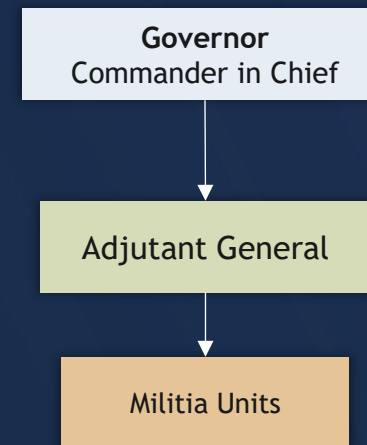 Governor
Commander in Chief
Adjutant General
Militia Units